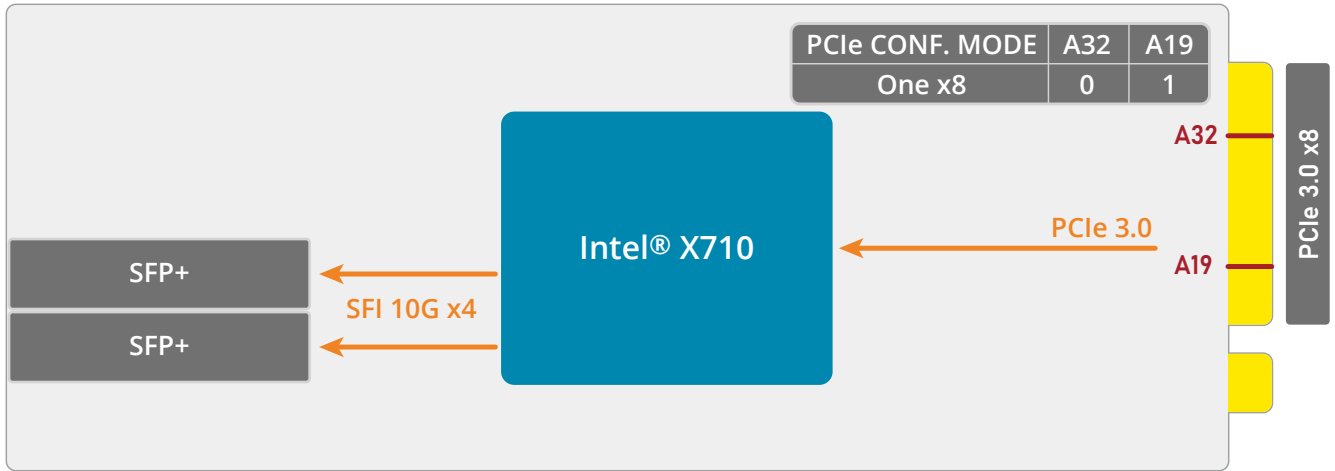 PCIe CONF. MODE A32 A19
One x8 0 1
A32
PCIe 3.0 x8
PCIe 3.0
Intel® X710
A19
SFP+
SFI 10G x4
SFP+